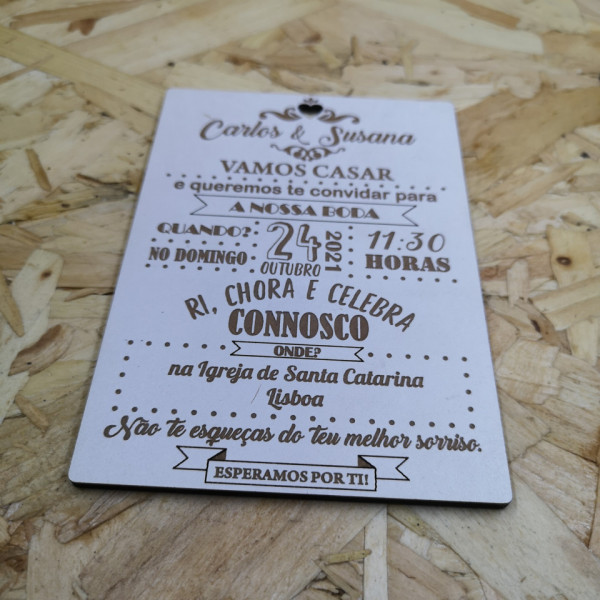 Carlos & Susana
VAMOS CASAR
e queremos te convidar para
A NOSSA BODA
QUANDO?
NO DOMINGO
24
OUTUBRO
2021
11:30
HORAS
RI, CHORA E CELEBRA
CONNOSCO
ONDE?
na Igreja de Santa Catarina
Lisboa
Não te esqueças do teu melhor sorriso.
ESPERAMOS POR TI!